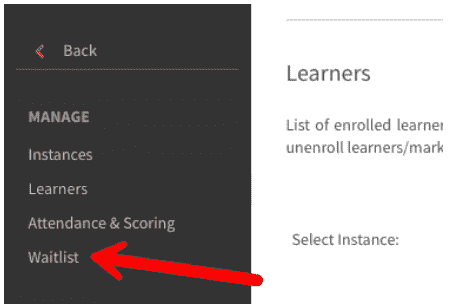 Back
MANAGE
Instances
Learners
Attendance & Scoring
Waitlist
Learners
List of enrolled learner
unenroll learners/mark
Select Instance: